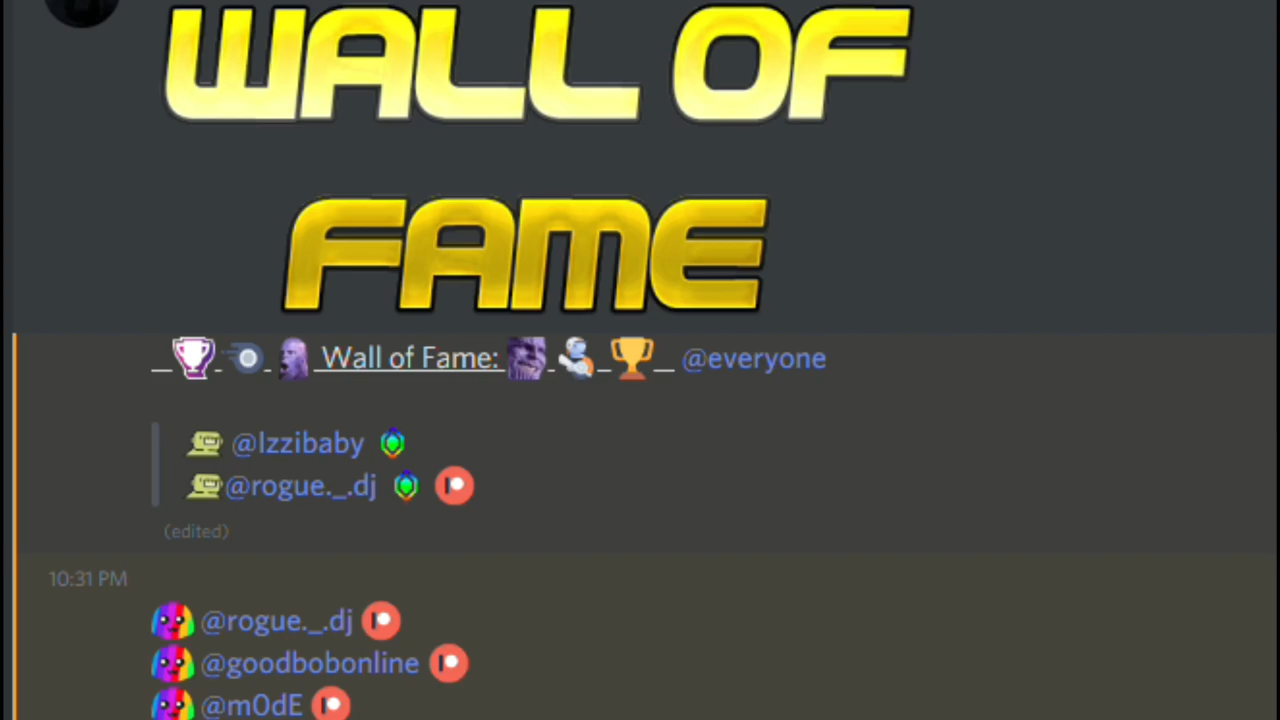 WALL OF
FAME
Wall of Fame: @everyone
@Izzibaby
@rogue._.dj
(edited)
10:31 PM
@rogue._.dj
@goodbobonline
@m0dE